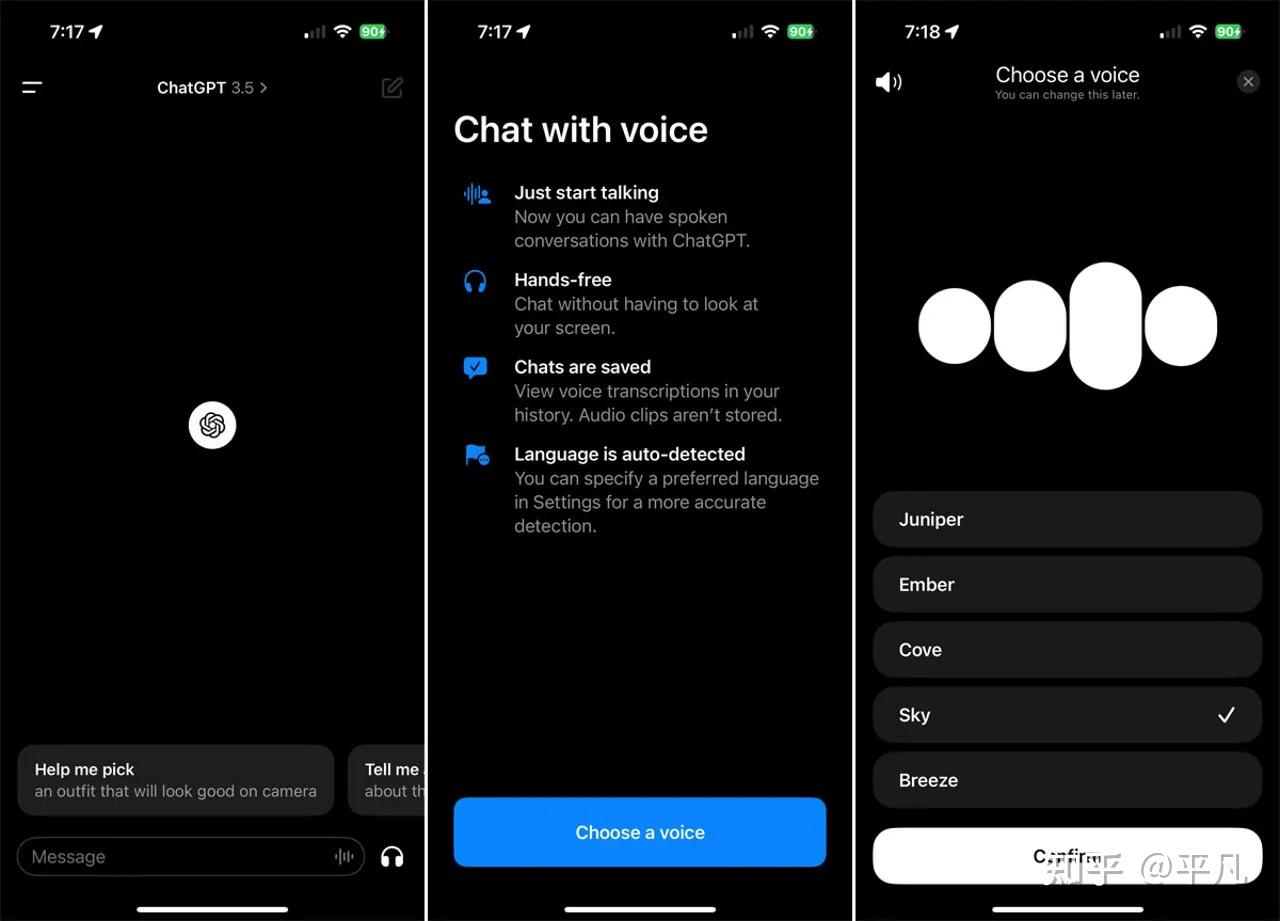 7:17
90
ChatGPT 3.5 >
Help me pick
an outfit that will look good on camera
Tell me
about th
Message
7:17
90
Chat with voice
Just start talking
Now you can have spoken
conversations with ChatGPT.
Hands-free
Chat without having to look at
your screen.
Chats are saved
View voice transcriptions in your
history. Audio clips aren’t stored.
Language is auto-detected
You can specify a preferred language
in Settings for a more accurate
detection.
Choose a voice
7:18
90
Choose a voice
You can change this later.
Juniper
Ember
Cove
Sky
Breeze
Confirm
知乎 @平凡